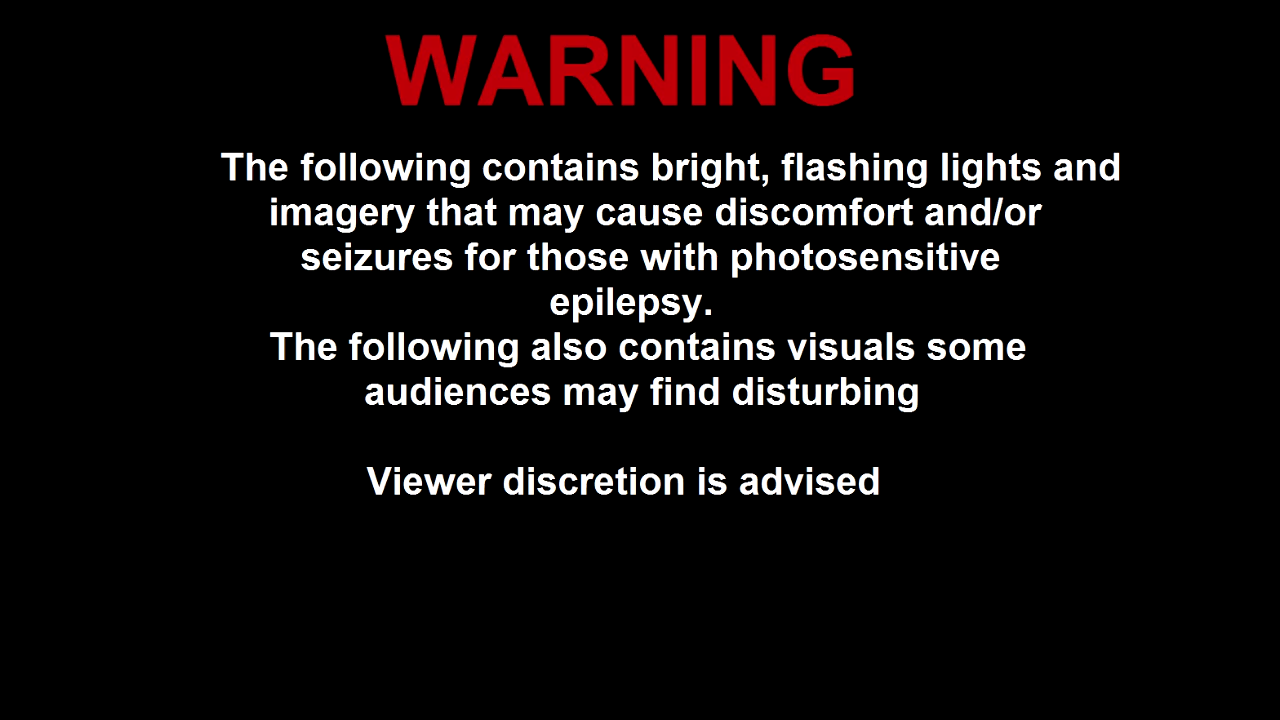 WARNING
The following contains bright, flashing lights and
imagery that may cause discomfort and/or
seizures for those with photosensitive
epilepsy.
The following also contains visuals some
audiences may find disturbing
Viewer discretion is advised